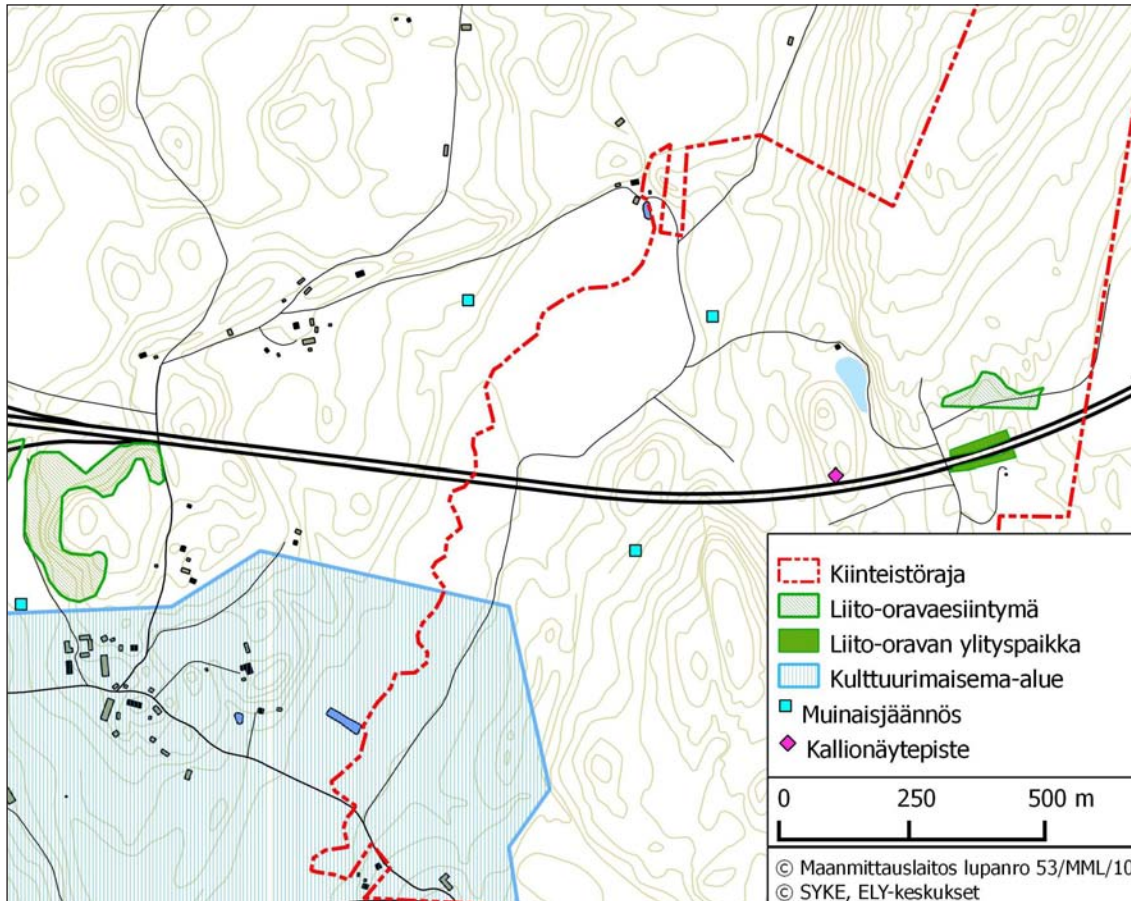 Kiinteistöraja
Liito-oravaesiintymä
Liito-oravan ylityspaikka
Kulttuurimaisema-alue
Muinaisjäännös
Kallionäytepiste
0 250 500 m
© Maanmittauslaitos lupanro 53/MML/10
© SYKE, ELY-keskukset